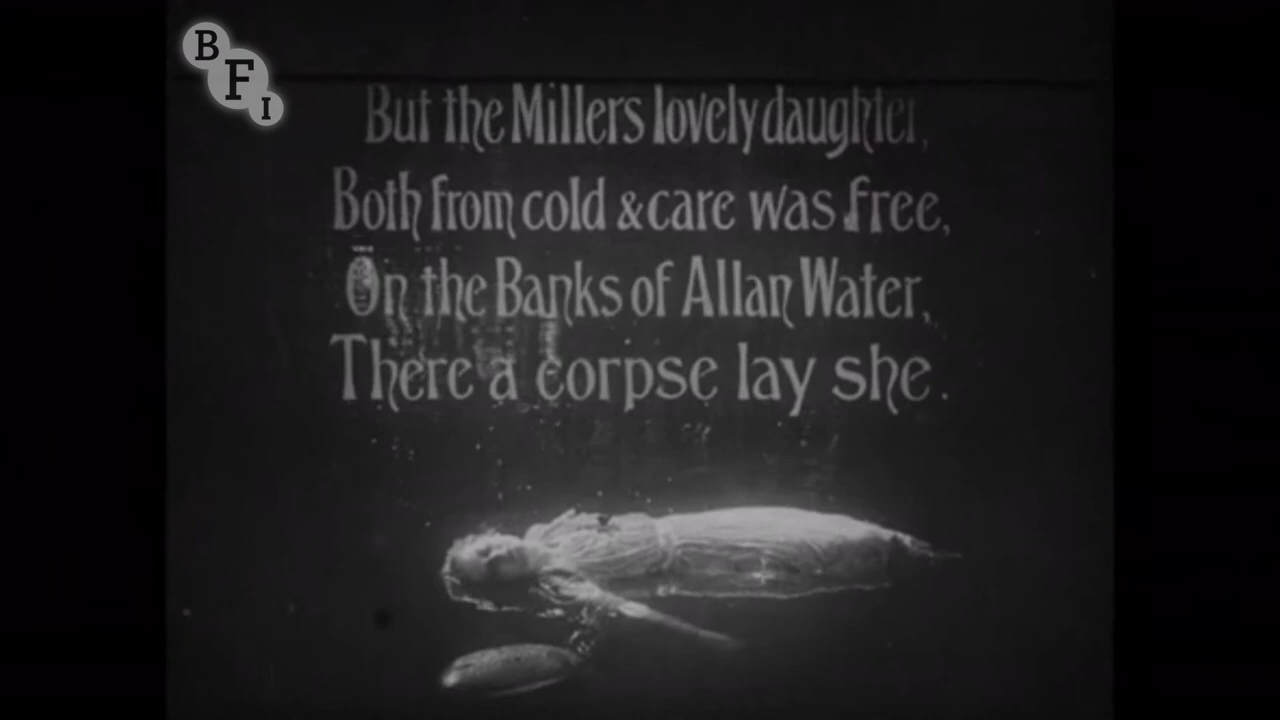 BFI
But the Millers lovely daughter,
Both from cold & care was free,
On the Banks of Allan Water,
There a corpse lay she.